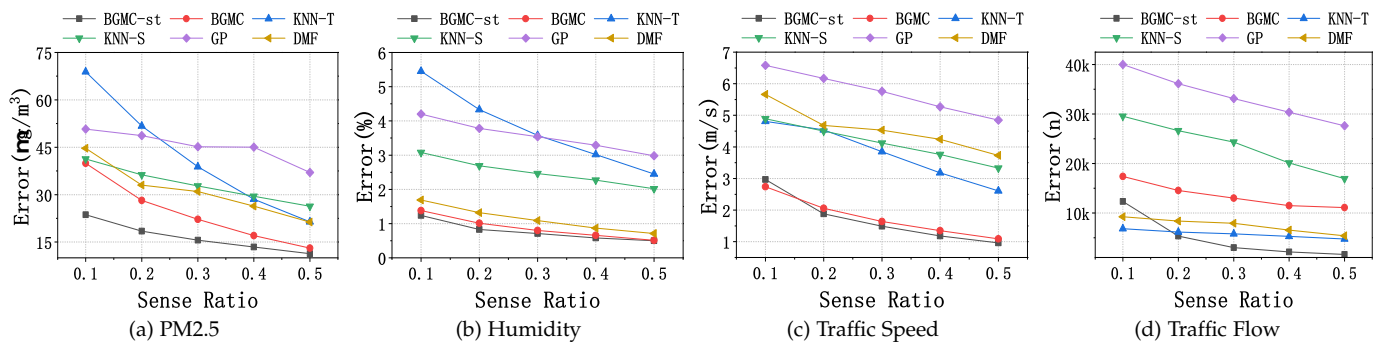 BGMC-st BGMC KNN-T
KNN-S GP DMF
Error
75
60
45
30
15
0.1 0.2 0.3 0.4 0.5
Sense Ratio
(a) PM2.5
BGMC-st BGMC KNN-T
KNN-S GP DMF
Error (%)
6
5
4
3
2
1
0
0.1 0.2 0.3 0.4 0.5
Sense Ratio
(b) Humidity
BGMC-st BGMC KNN-T
KNN-S GP DMF
Error (m/s)
7
6
5
4
3
2
1
0.1 0.2 0.3 0.4 0.5
Sense Ratio
(c) Traffic Speed
BGMC-st BGMC KNN-T
KNN-S GP DMF
Error (n)
40k
30k
20k
10k
0.1 0.2 0.3 0.4 0.5
Sense Ratio
(d) Traffic Flow